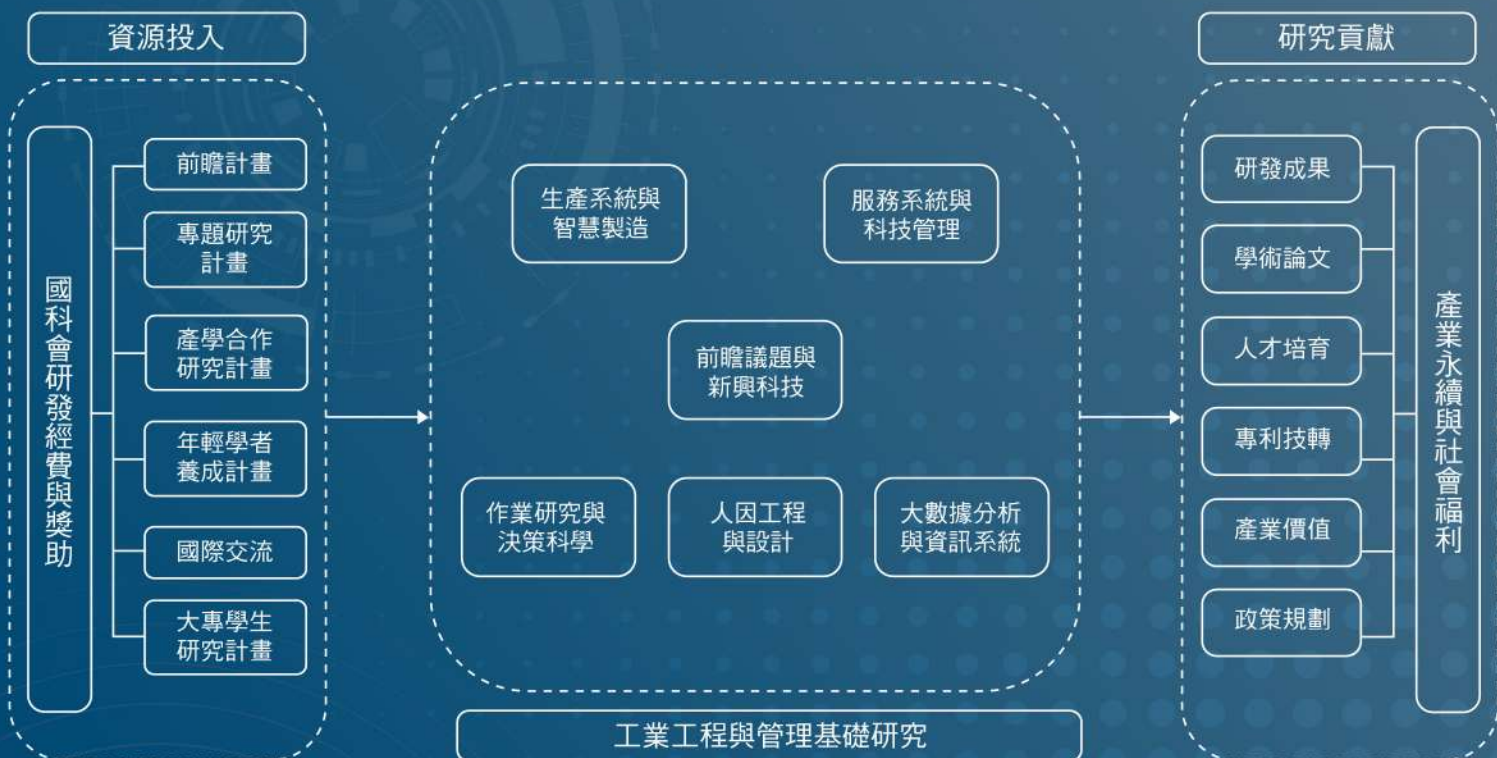 資源投入
國科會研發經費與獎助
前瞻計畫
專題研究
計畫
產學合作
研究計畫
年輕學者
養成計畫
國際交流
大專學生
研究計畫
生產系統與
智慧製造
服務系統與
科技管理
前瞻議題與
新興科技
作業研究與
決策科學
人因工程
與設計
大數據分析
與資訊系統
工業工程與管理基礎研究
研究貢獻
研發成果
學術論文
人才培育
專利技轉
產業價值
政策規劃
產業永續與社會福利